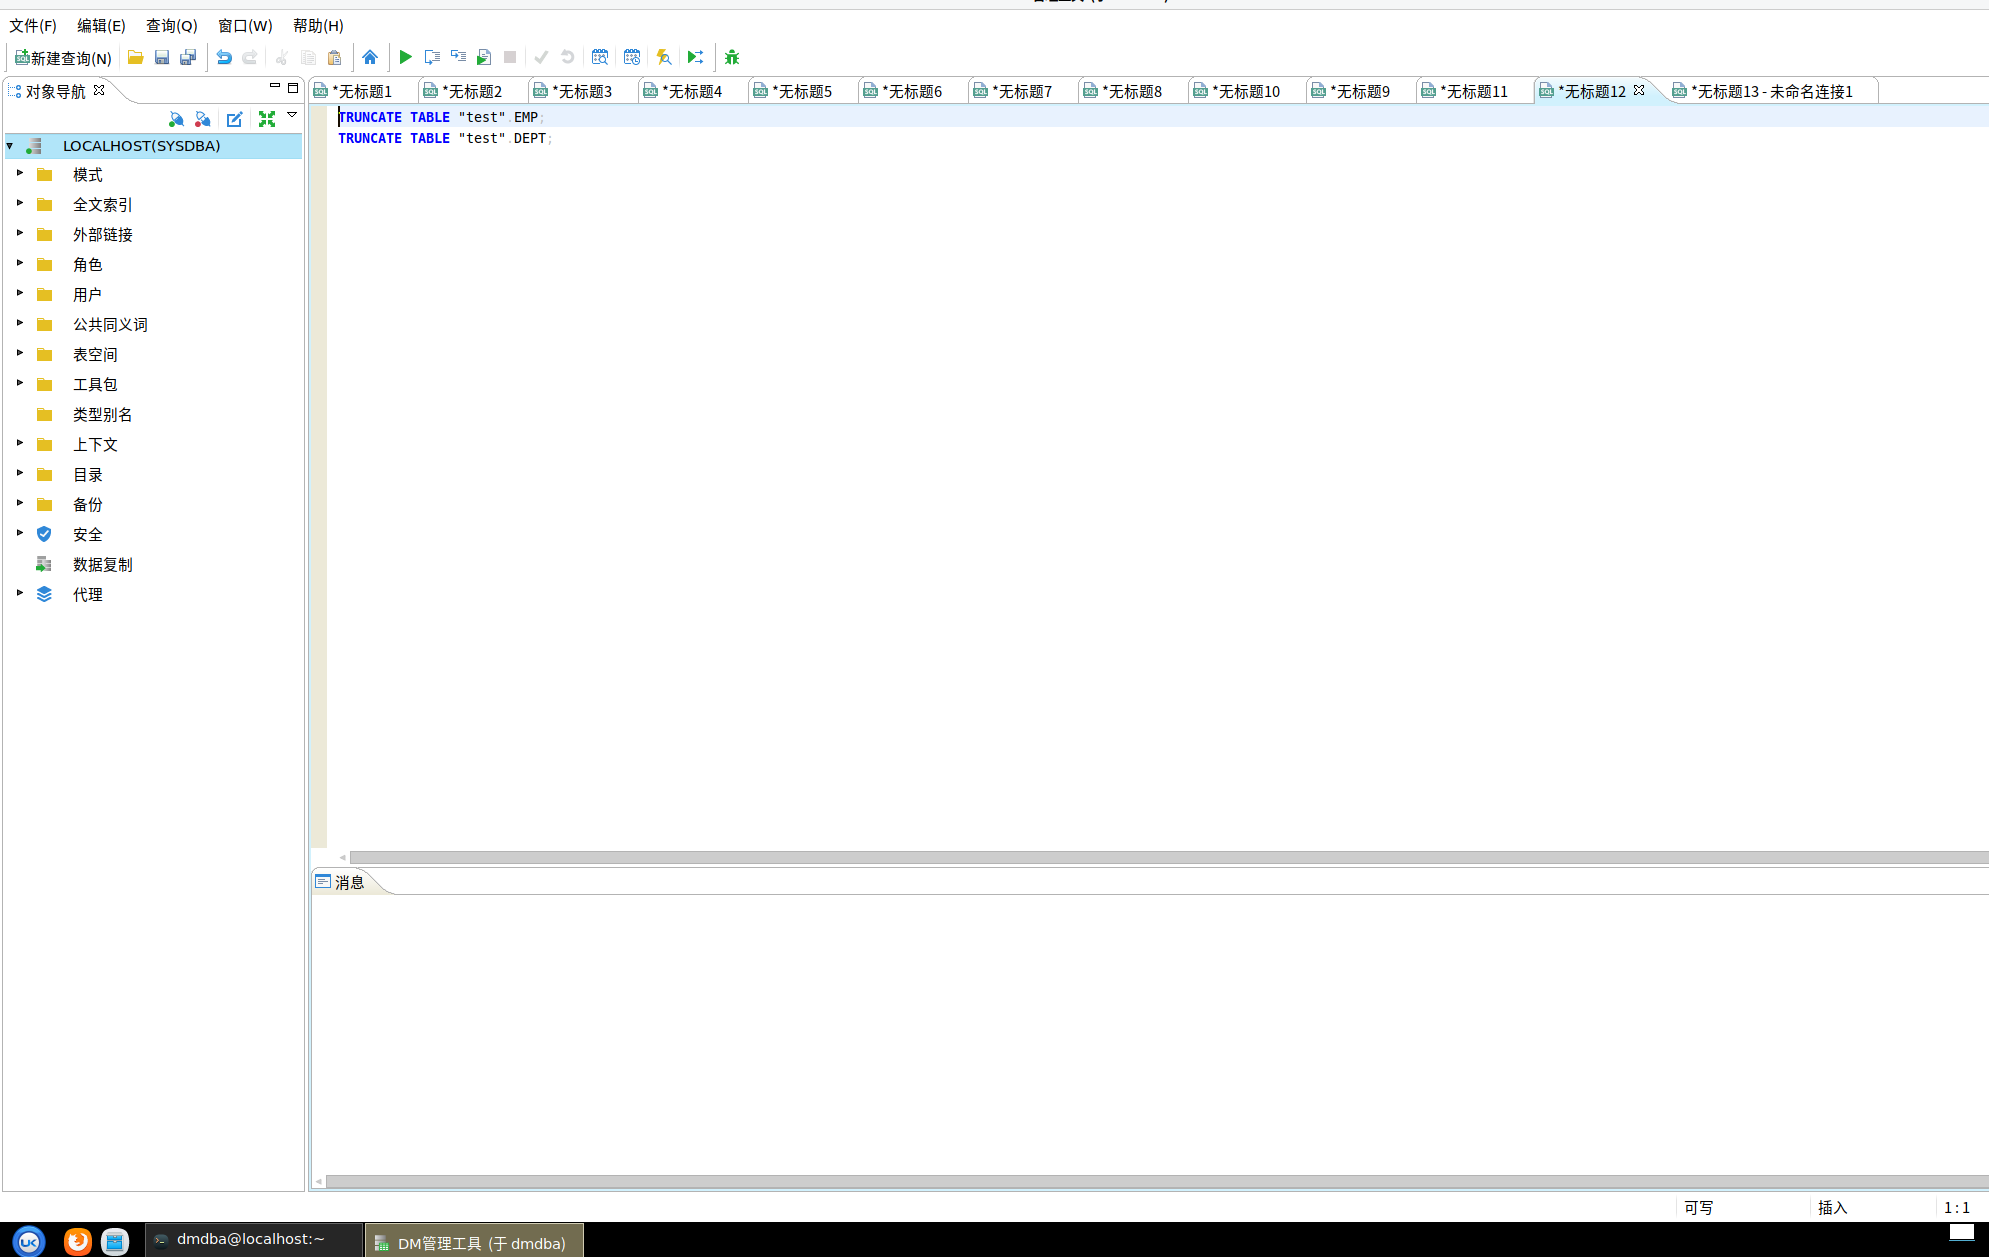 文件(F) 编辑(E) 查询(Q) 窗口(W) 帮助(H)
新建查询(N)
对象导航
*无标题1 *无标题2 *无标题3 *无标题4 *无标题5 *无标题6 *无标题7 *无标题8 *无标题10 *无标题9 *无标题11 *无标题12 *无标题13 - 未命名连接1
LOCALHOST(SYSDBA)
模式
全文索引
外部链接
角色
用户
公共同义词
表空间
工具包
类型别名
上下文
目录
备份
安全
数据复制
代理
TRUNCATE TABLE "test".EMP;
TRUNCATE TABLE "test".DEPT;
消息
可写 插入 1 : 1
dmdba@localhost:~ DM管理工具 (于 dmdba)